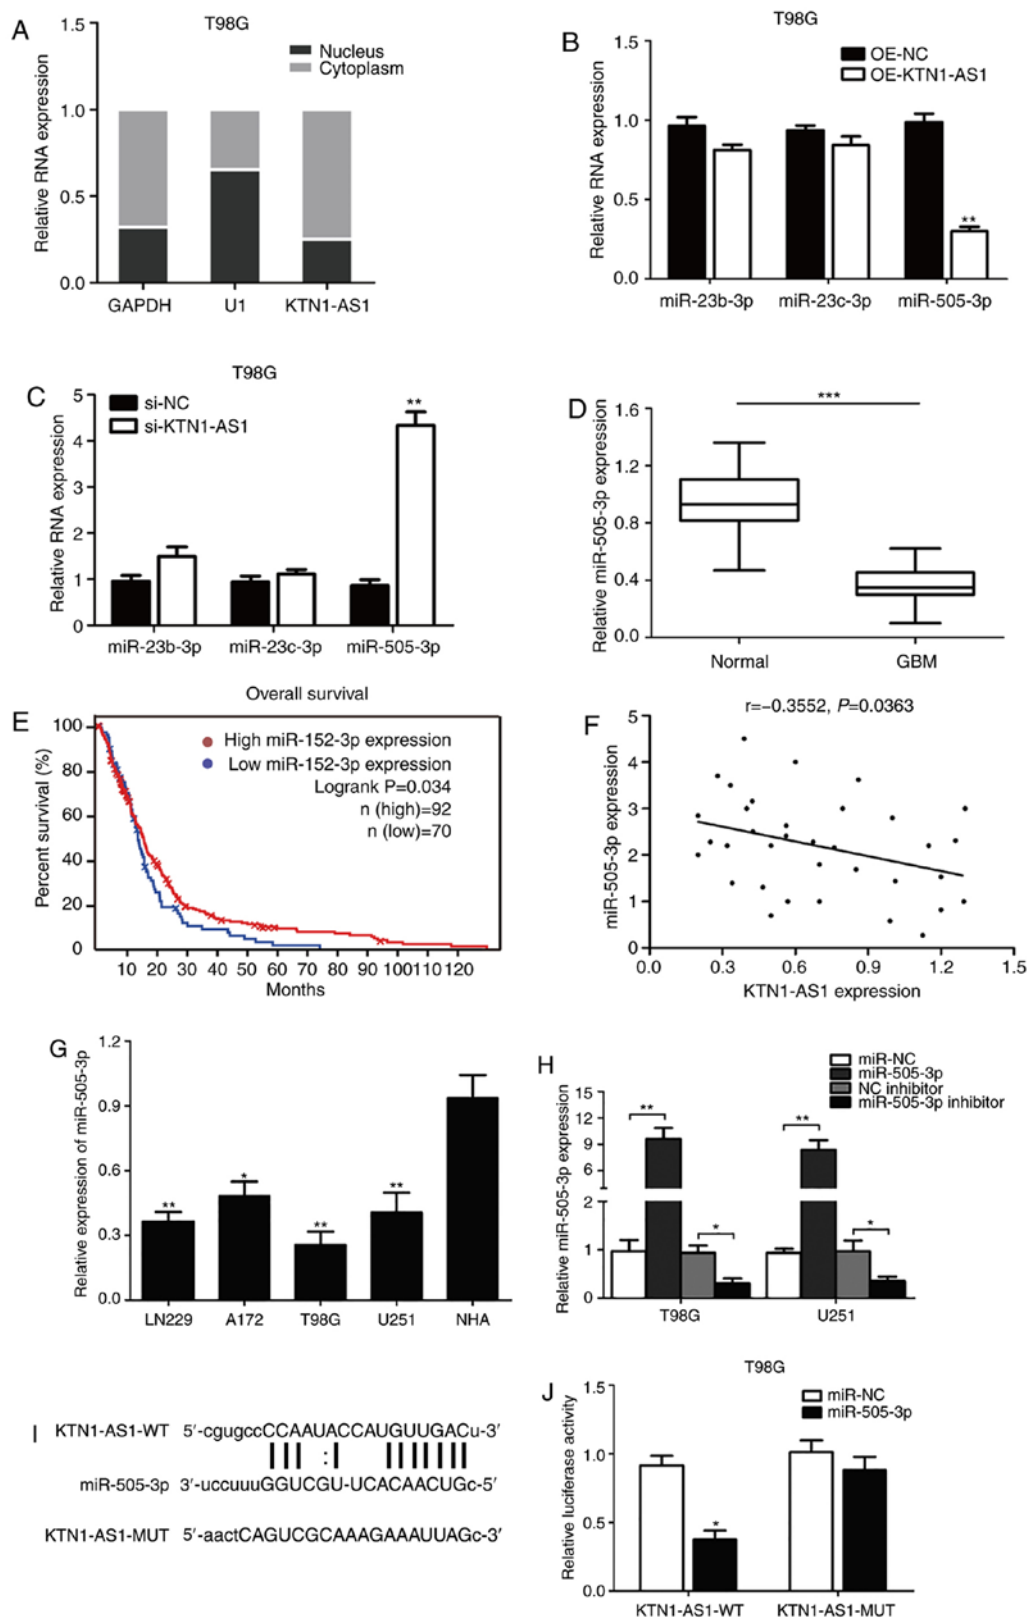 A
T98G
Relative RNA expression
Nucleus
Cytoplasm
1.5
1.0
0.5
0.0
GAPDH U1 KTN1-AS1
B
T98G
Relative RNA expression
OE-NC
OE-KTN1-AS1
1.5
1.0
0.5
0.0
**
miR-23b-3p miR-23c-3p miR-505-3p
C
T98G
Relative RNA expression
si-NC
si-KTN1-AS1
5
4
3
2
1
0
**
miR-23b-3p miR-23c-3p miR-505-3p
D
Relative miR-505-3p expression
***
1.6
1.2
0.8
0.4
0.0
Normal GBM
E
Overall survival
Percent survival (%)
100
80
60
40
20
0
High miR-152-3p expression
Low miR-152-3p expression
Logrank P=0.034
n (high)=92
n (low)=70
10 20 30 40 50 60 70 80 90 100110 120
Months
F
r=−0.3552, P=0.0363
miR-505-3p expression
5
4
3
2
1
0
0.0 0.3 0.6 0.9 1.2 1.5
KTN1-AS1 expression
G
Relative expression of miR-505-3p
1.2
0.9
0.6
0.3
0.0
** * ** **
LN229 A172 T98G U251 NHA
H
miR-NC
miR-505-3p
NC inhibitor
miR-505-3p inhibitor
Relative miR-505-3p expression
15
12
9
6
2
1
0
** **
* *
T98G U251
I
KTN1-AS1-WT 5′-cgugccCCAAUACCAUGUUGACu-3′
:
miR-505-3p 3′-uccuuuGGUCGU-UCACAACUGc-5′
KTN1-AS1-MUT 5′-aactCAGUCGCAAAGAAAUUAGc-3′
J
T98G
Relative luciferase activity
miR-NC
miR-505-3p
1.5
1.0
0.5
0.0
*
KTN1-AS1-WT KTN1-AS1-MUT